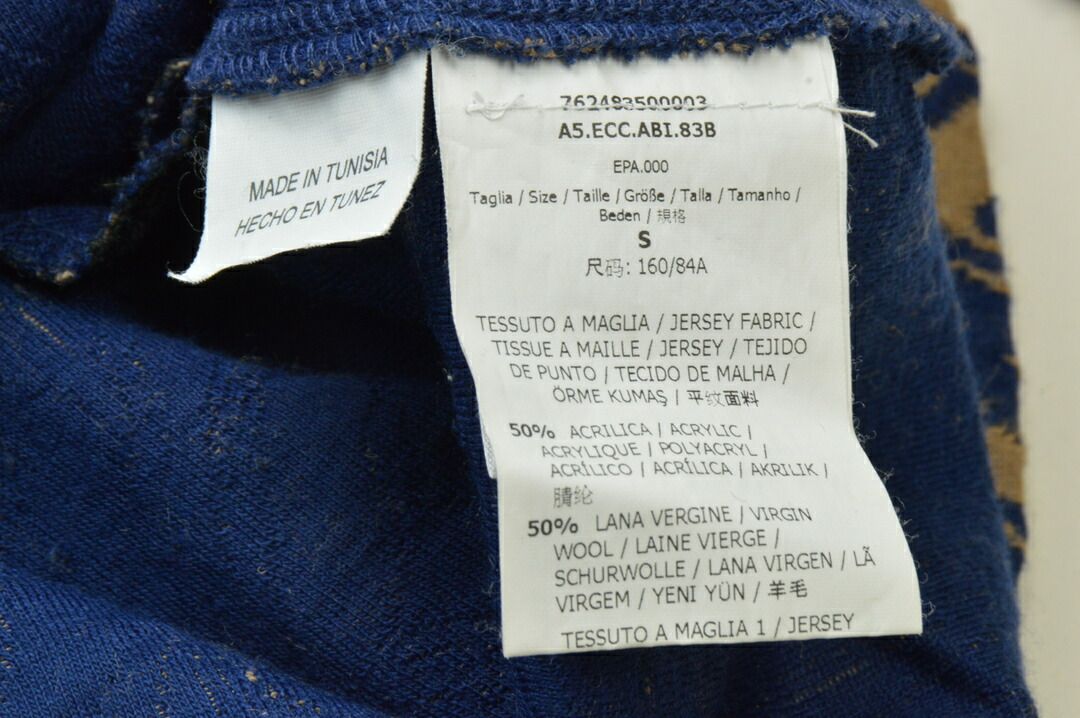 MADE IN TUNISIA
HECHO EN TUNEZ
762483500003
A5.ECC.ABI.83B
EPA.000
Taglia / Size / Taille / Größe / Talla / Tamanho /
Beden / 規格
S
尺码: 160/84A
TESSUTO A MAGLIA / JERSEY FABRIC /
TISSUE A MAILLE / JERSEY / TEJIDO
DE PUNTO / TECIDO DE MALHA /
ÖRME KUMAŞ / 平纹面料
50% ACRILICA / ACRYLIC /
ACRYLIQUE / POLYACRYL /
ACRÍLICO / ACRÍLICA / AKRILIK /
腈纶
50% LANA VERGINE / VIRGIN
WOOL / LAINE VIERGE /
SCHURWOLLE / LANA VIRGEN / LÃ
VIRGEM / YENI YÜN / 羊毛
TESSUTO A MAGLIA 1 / JERSEY